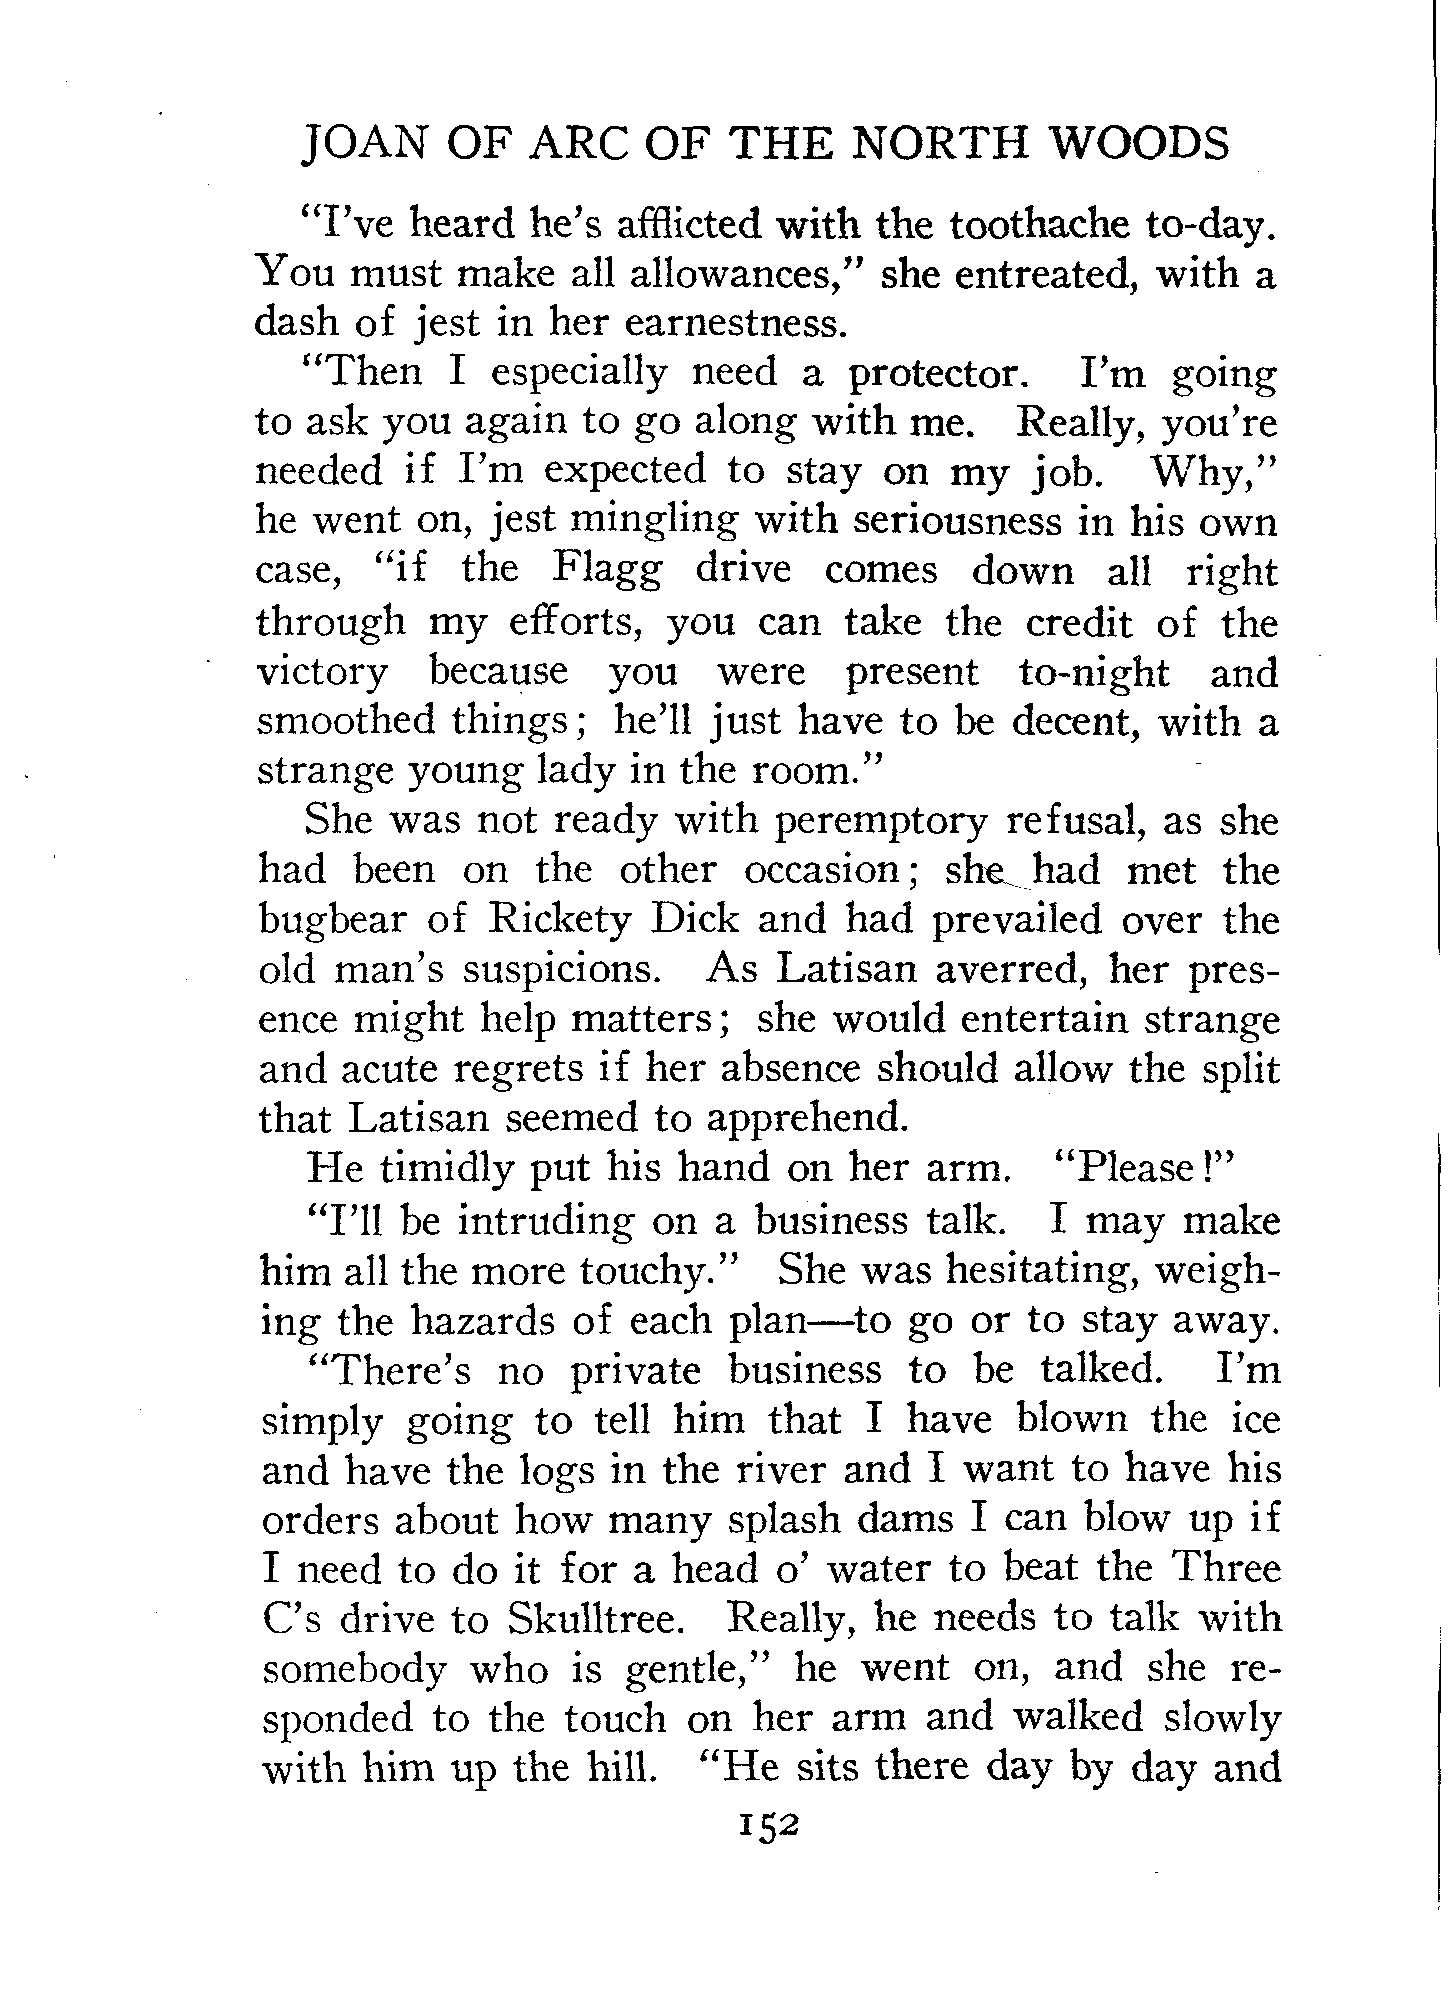 JOAN OF ARC OF THE NORTH WOODS
"I've heard he's afflicted with the toothache to-day.
You must make all allowances," she entreated, with a
dash of jest in her earnestness.
"Then I especially need a protector. I'm going
to ask you again to go along with me. Really, you're
needed if I'm expected to stay on my job. Why,"
he went on, jest mingling with seriousness in his own
case, "if the Flagg drive comes down all right
through my efforts, you can take the credit of the
victory because you were present to-night and
smoothed things; he'll just have to be decent, with a
strange young lady in the room."
She was not ready with peremptory refusal, as she
had been on the other occasion; she had met the
bugbear of Rickety Dick and had prevailed over the
old man's suspicions. As Latisan averred, her pres-
ence might help matters; she would entertain strange
and acute regrets if her absence should allow the split
that Latisan seemed to apprehend.
He timidly put his hand on her arm. "Please!"
"I'll be intruding on a business talk. I may make
him all the more touchy." She was hesitating, weigh-
ing the hazards of each plan—to go or to stay away.
"There's no private business to be talked. I'm
simply going to tell him that I have blown the ice
and have the logs in the river and I want to have his
orders about how many splash dams I can blow up if
I need to do it for a head o' water to beat the Three
C's drive to Skulltree. Really, he needs to talk with
somebody who is gentle," he went on, and she re-
sponded to the touch on her arm and walked slowly
with him up the hill. "He sits there day by day and
152